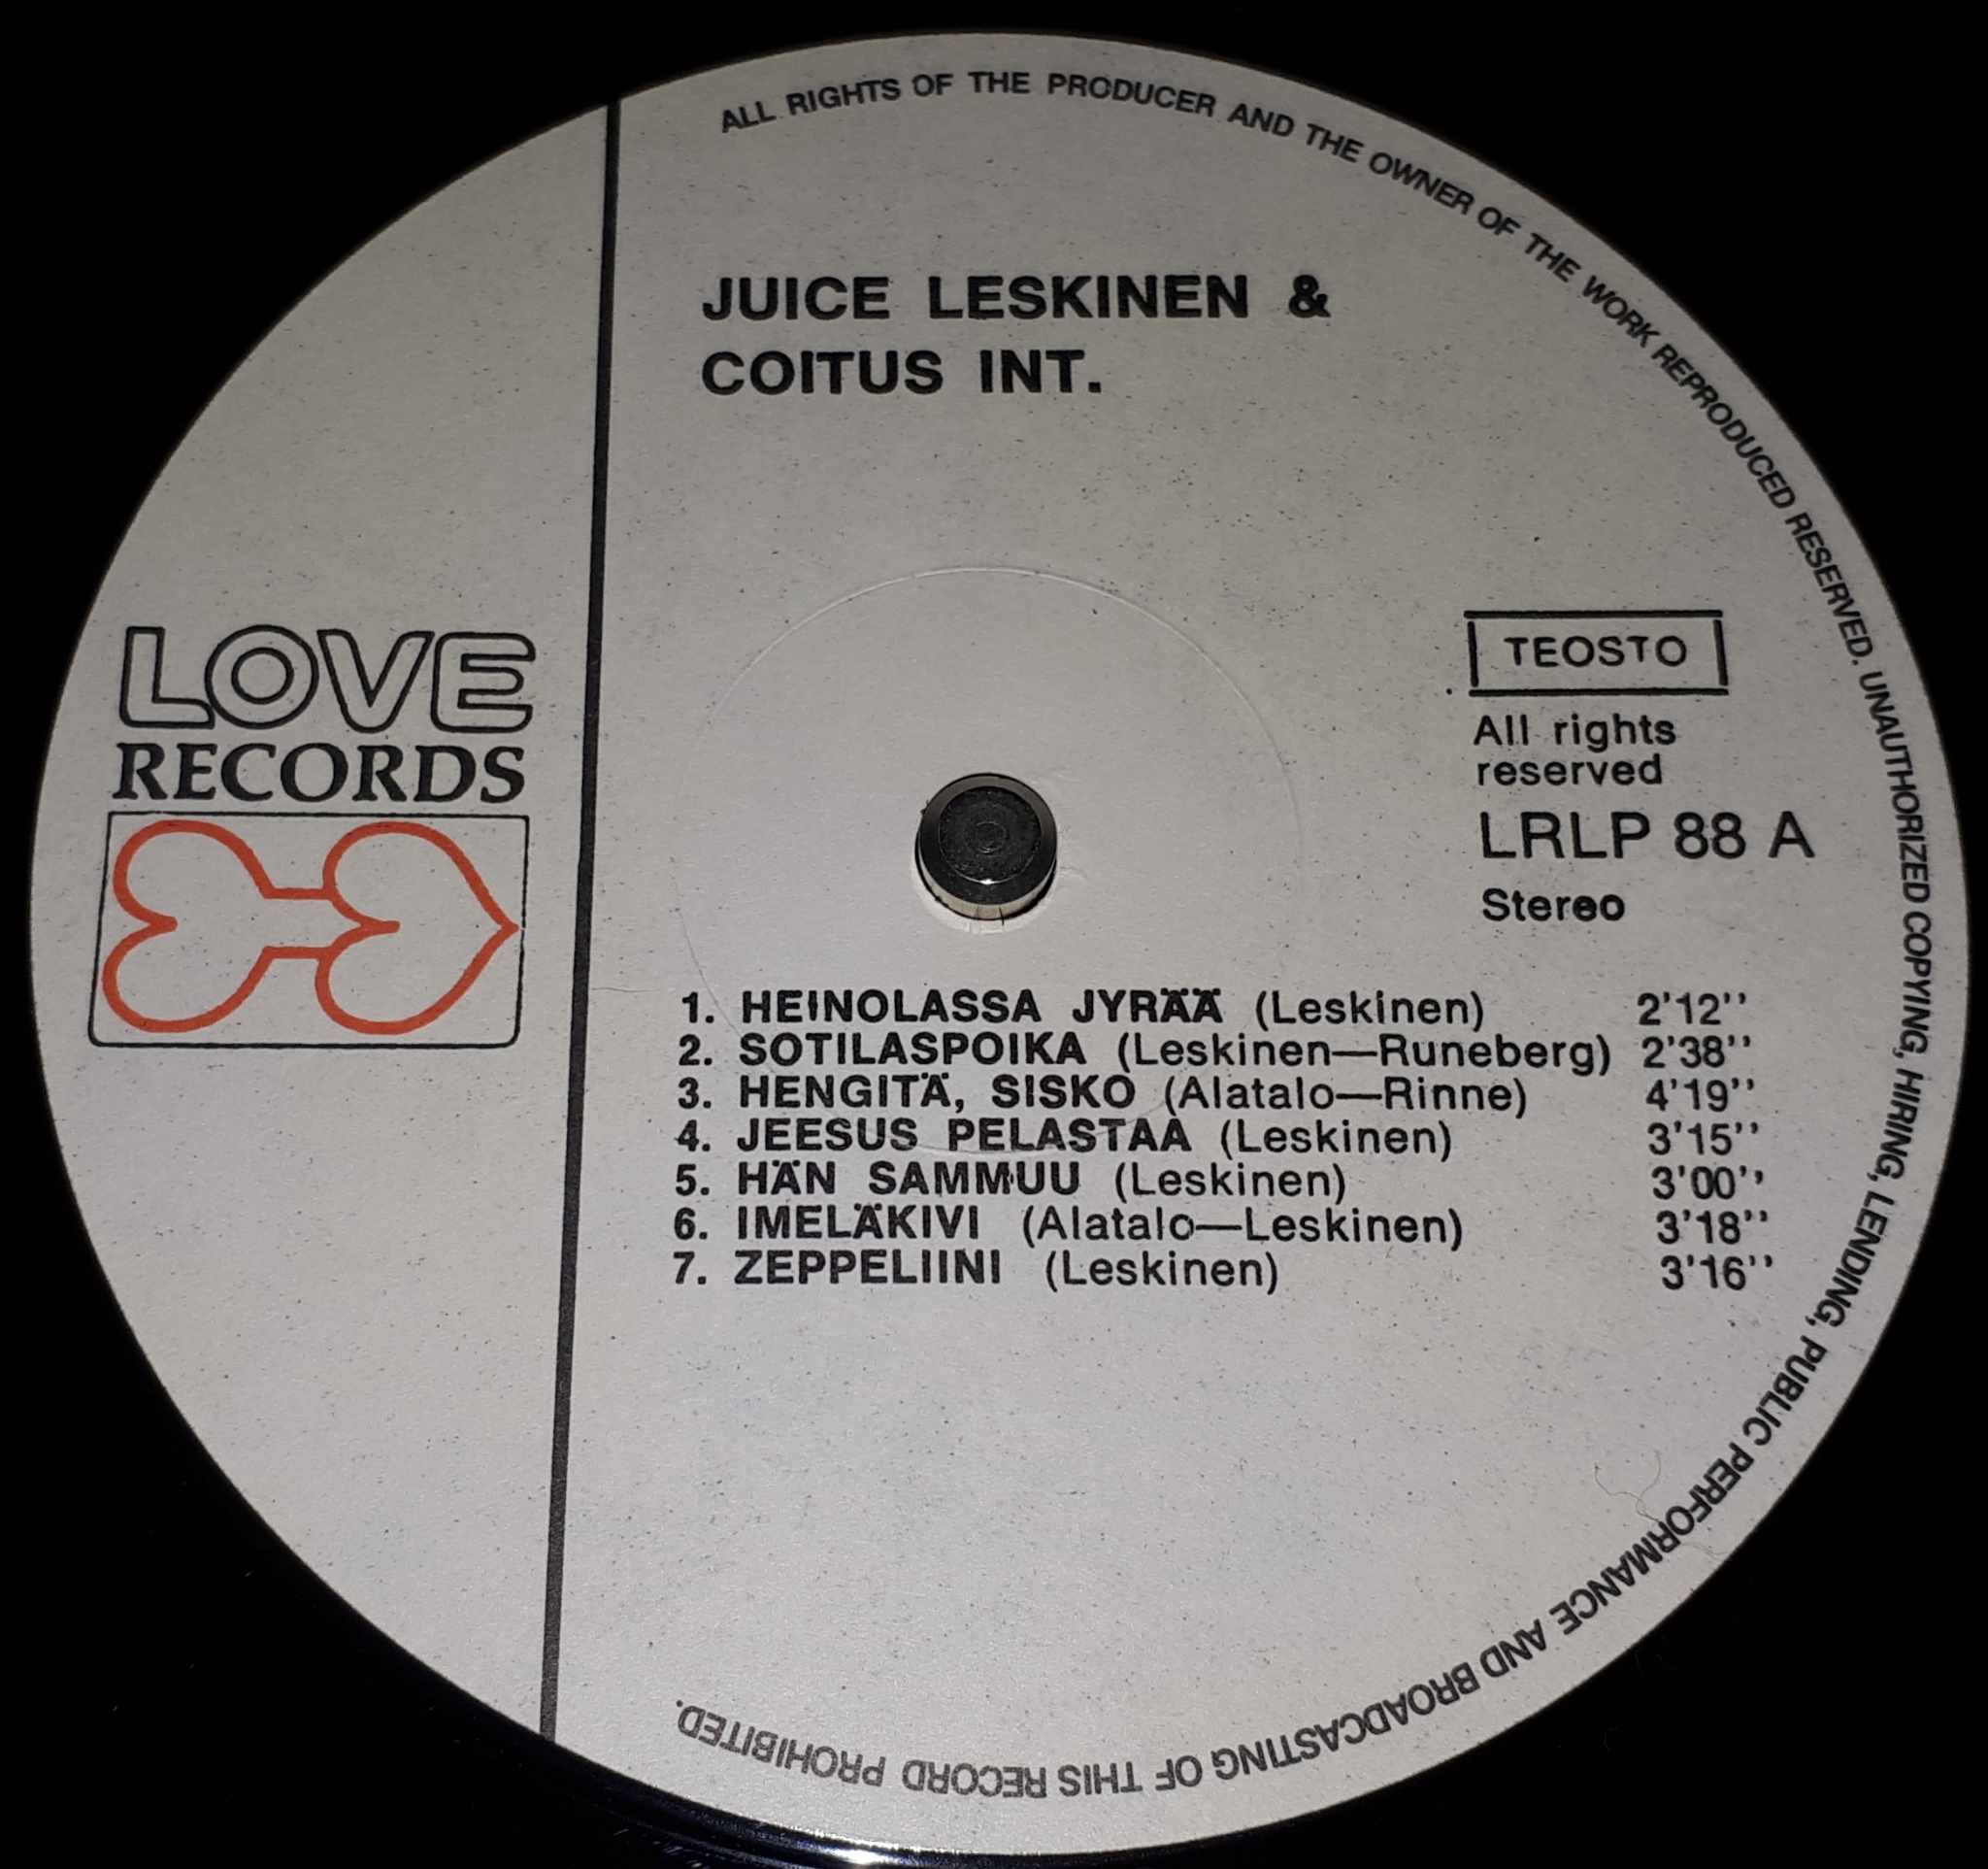 ALL RIGHTS OF THE PRODUCER AND THE OWNER OF THE WORK REPRODUCED RESERVED. UNAUTHORIZED COPYING, HIRING, LENDING, PUBLIC PERFORMANCE AND BROADCASTING OF THIS RECORD PROHIBITED.
JUICE LESKINEN &
COITUS INT.
LOVE
RECORDS
TEOSTO
All rights
reserved
LRLP 88 A
Stereo
1. HEINOLASSA JYRÄÄ (Leskinen) 2'12''
2. SOTILASPOIKA (Leskinen—Runeberg) 2'38''
3. HENGITÄ, SISKO (Alatalo—Rinne) 4'19''
4. JEESUS PELASTAA (Leskinen) 3'15''
5. HÄN SAMMUU (Leskinen) 3'00''
6. IMELÄKIVI (Alatalo—Leskinen) 3'18''
7. ZEPPELIINI (Leskinen) 3'16''